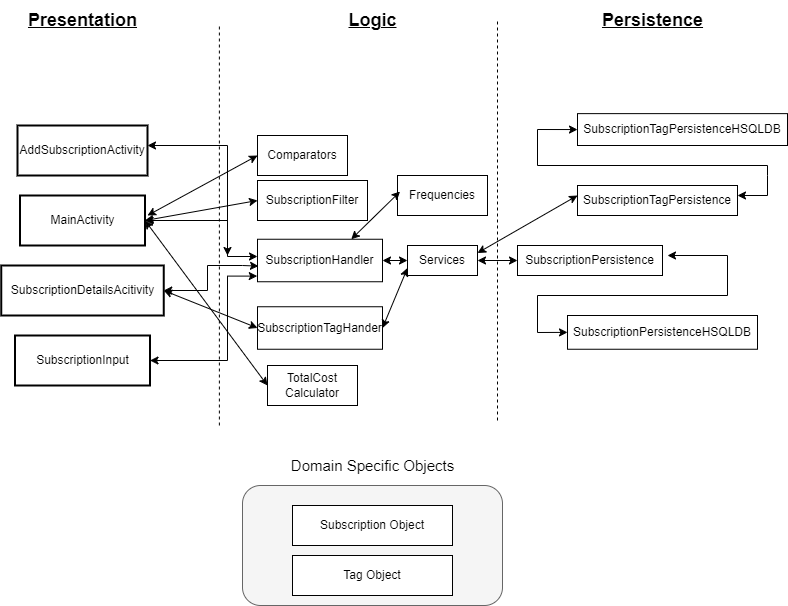 Presentation
Logic
Persistence
AddSubscriptionActivity
MainActivity
SubscriptionDetailsAcitivity
SubscriptionInput
Comparators
SubscriptionFilter
Frequencies
SubscriptionHandler
Services
SubscriptionTagHander
TotalCost
Calculator
SubscriptionTagPersistenceHSQLDB
SubscriptionTagPersistence
SubscriptionPersistence
SubscriptionPersistenceHSQLDB
Domain Specific Objects
Subscription Object
Tag Object